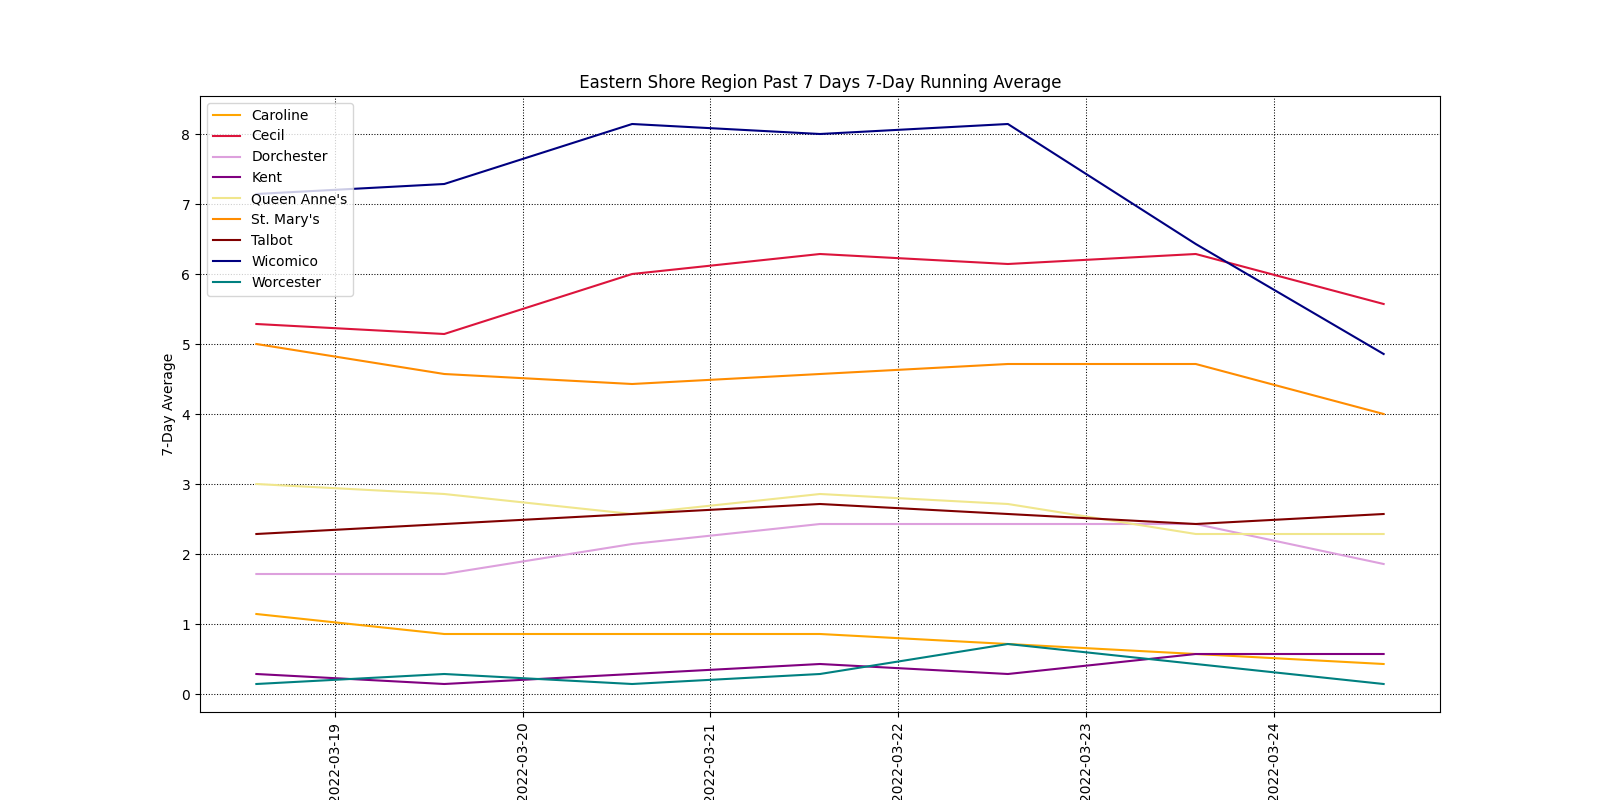 Eastern Shore Region Past 7 Days 7-Day Running Average
Caroline
Cecil
Dorchester
Kent
Queen Anne's
St. Mary's
Talbot
Wicomico
Worcester
8
7
6
5
4
3
2
1
0
7-Day Average
2022-03-19
2022-03-20
2022-03-21
2022-03-22
2022-03-23
2022-03-24